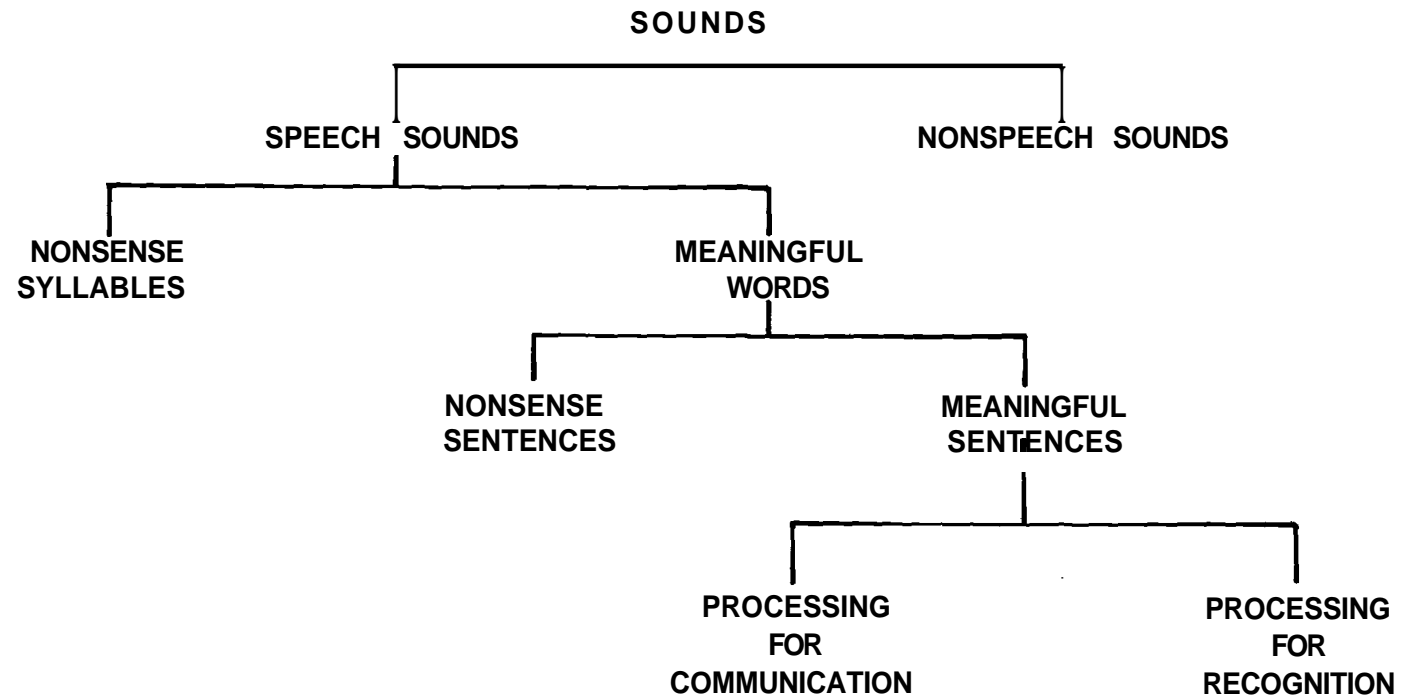 SOUNDS
SPEECH SOUNDS
NONSPEECH SOUNDS
NONSENSE
SYLLABLES
MEANINGFUL
WORDS
NONSENSE
SENTENCES
MEANINGFUL
SENTENCES
PROCESSING
FOR
COMMUNICATION
PROCESSING
FOR
RECOGNITION